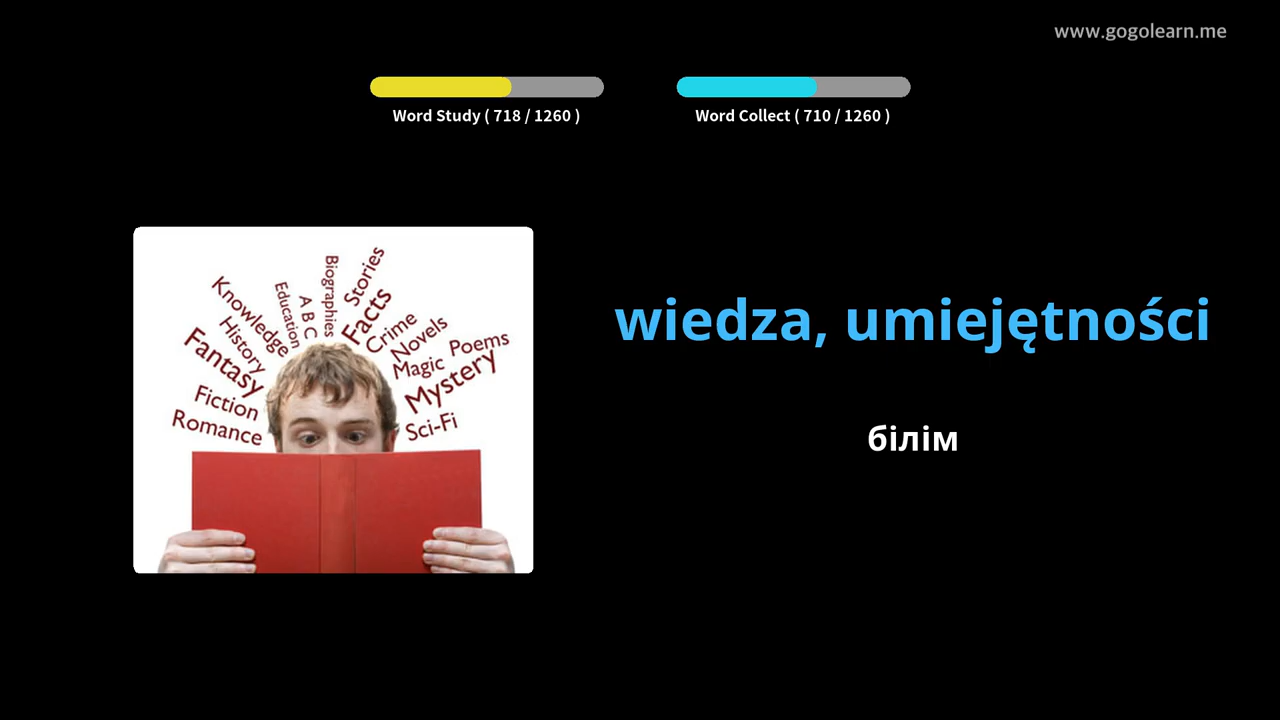 www.gogolearn.me
Word Study ( 718 / 1260 )
Word Collect ( 710 / 1260 )
Biographies
Stories
Education
A B C
Facts
Knowledge
Crime
History
Novels
Fantasy
Magic
Poems
Mystery
Fiction
Romance
Sci-Fi
wiedza, umiejętności
білім